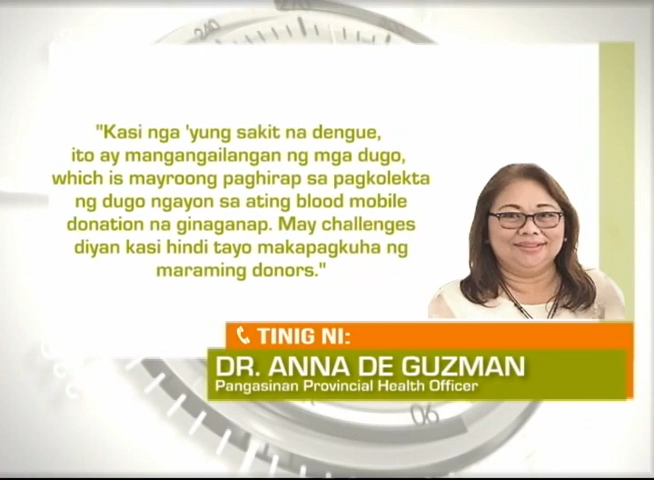 "Kasi nga 'yung sakit na dengue,
ito ay mangangailangan ng mga dugo,
which is mayroong paghirap sa pagkolekta
ng dugo ngayon sa ating blood mobile
donation na ginaganap. May challenges
diyan kasi hindi tayo makapagkuha ng
maraming donors."
TINIG NI:
DR. ANNA DE GUZMAN
Pangasinan Provincial Health Officer
06